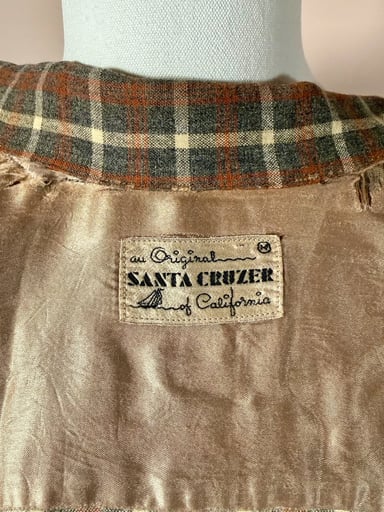 an Original M
SANTA CRUZER
of California